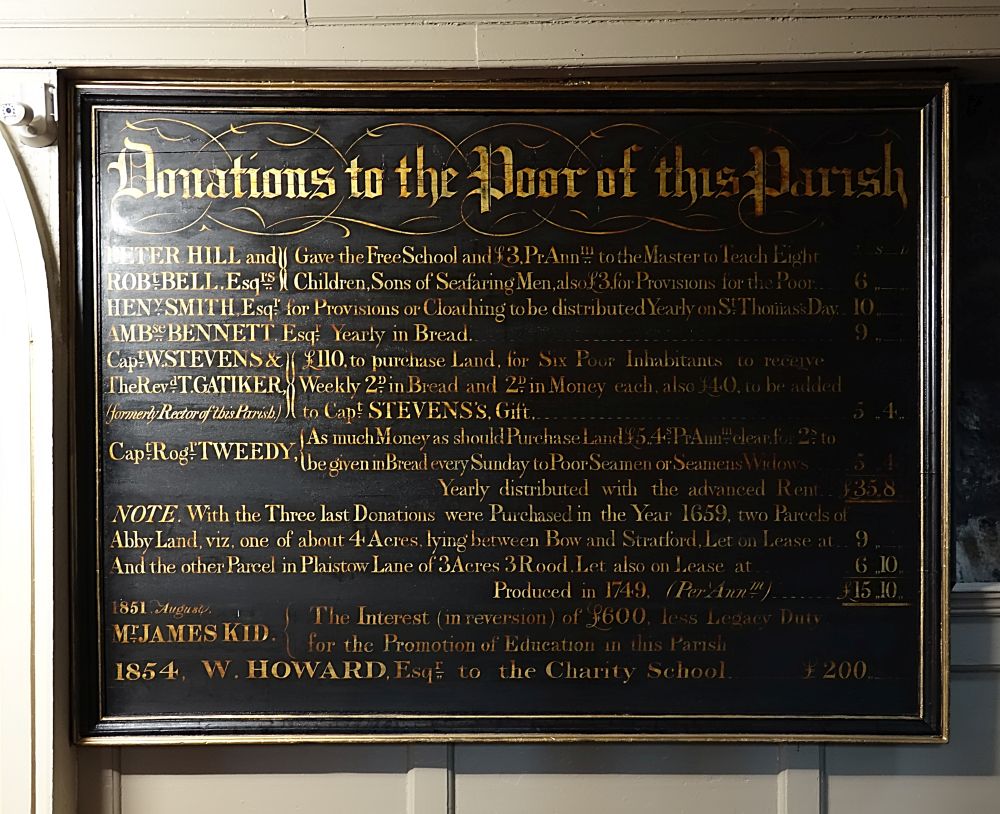 Donations to the Poor of this Parish
PETER HILL and Gave the Free School and £3, Pr Annm to the Master to Teach Eight
ROBt BELL, Esqrs Children, Sons of Seafaring Men, also £3, for Provisions for the Poor. 6 „
HENy SMITH, Esqr for Provisions or Cloathing to be distributed Yearly on St Thomas's Day. 10 „
AMBse BENNETT, Esqr Yearly in Bread. 9 „
Capt W. STEVENS & £110, to purchase Land, for Six Poor Inhabitants to receive
The Revd T. GATIKER, Weekly 2D in Bread and 2D in Money each, also £40, to be added
(formerly Rector of this Parish.) to Capt STEVENS'S, Gift. 5 „ 4 „
Capt Rogr TWEEDY, As much Money as should Purchase Land £5,4s Pr Annm clear, for 2s to
be given in Bread every Sunday to Poor Seamen or Seamens Widows 5 „ 4
Yearly distributed with the advanced Rent. £35.8
NOTE. With the Three last Donations were Purchased in the Year 1659, two Parcels of
Abby Land, viz. one of about 4 Acres, lying between Bow and Stratford, Let on Lease at 9 „
And the other Parcel in Plaistow Lane of 3 Acres 3 Rood, Let also on Lease at 6 „ 10 „
Produced in 1749, (Per Annm) £15 „ 10 „
1851. August.
Mr JAMES KID. The Interest (in reversion) of £600, less Legacy Duty
for the Promotion of Education in this Parish
1854, W. HOWARD, Esqr to the Charity School. £200 „